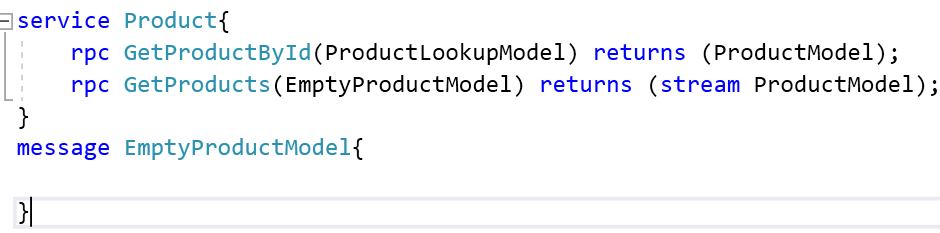 service Product{
    rpc GetProductById(ProductLookupModel) returns (ProductModel);
    rpc GetProducts(EmptyProductModel) returns (stream ProductModel);
}
message EmptyProductModel{
}